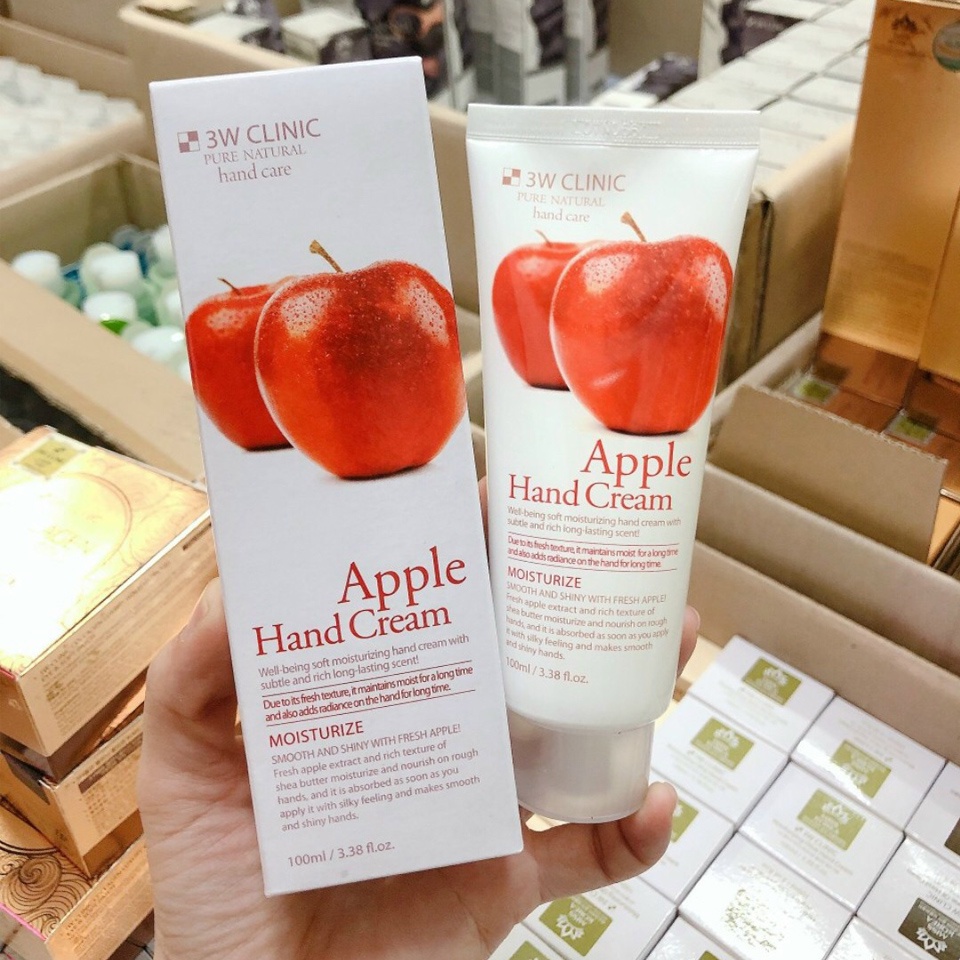 3W CLINIC
PURE NATURAL
hand care
Apple
Hand Cream
Well-being soft moisturizing hand cream with
subtle and rich long-lasting scent!
Due to its fresh texture, it maintains moist for a long time
and also adds radiance on the hand for long time.
MOISTURIZE
SMOOTH AND SHINY WITH FRESH APPLE!
Fresh apple extract and rich texture of
shea butter moisturize and nourish on rough
hands, and it is absorbed as soon as you
apply it with silky feeling and makes smooth
and shiny hands.
100ml / 3.38 fl.oz.
3W CLINIC
PURE NATURAL
hand care
Apple
Hand Cream
Well-being soft moisturizing hand cream with
subtle and rich long-lasting scent!
Due to its fresh texture, it maintains moist for a long time
and also adds radiance on the hand for long time.
MOISTURIZE
SMOOTH AND SHINY WITH FRESH APPLE!
Fresh apple extract and rich texture of
shea butter moisturize and nourish on rough
hands, and it is absorbed as soon as you apply
it with silky feeling and makes smooth
and shiny hands.
100ml / 3.38 fl.oz.